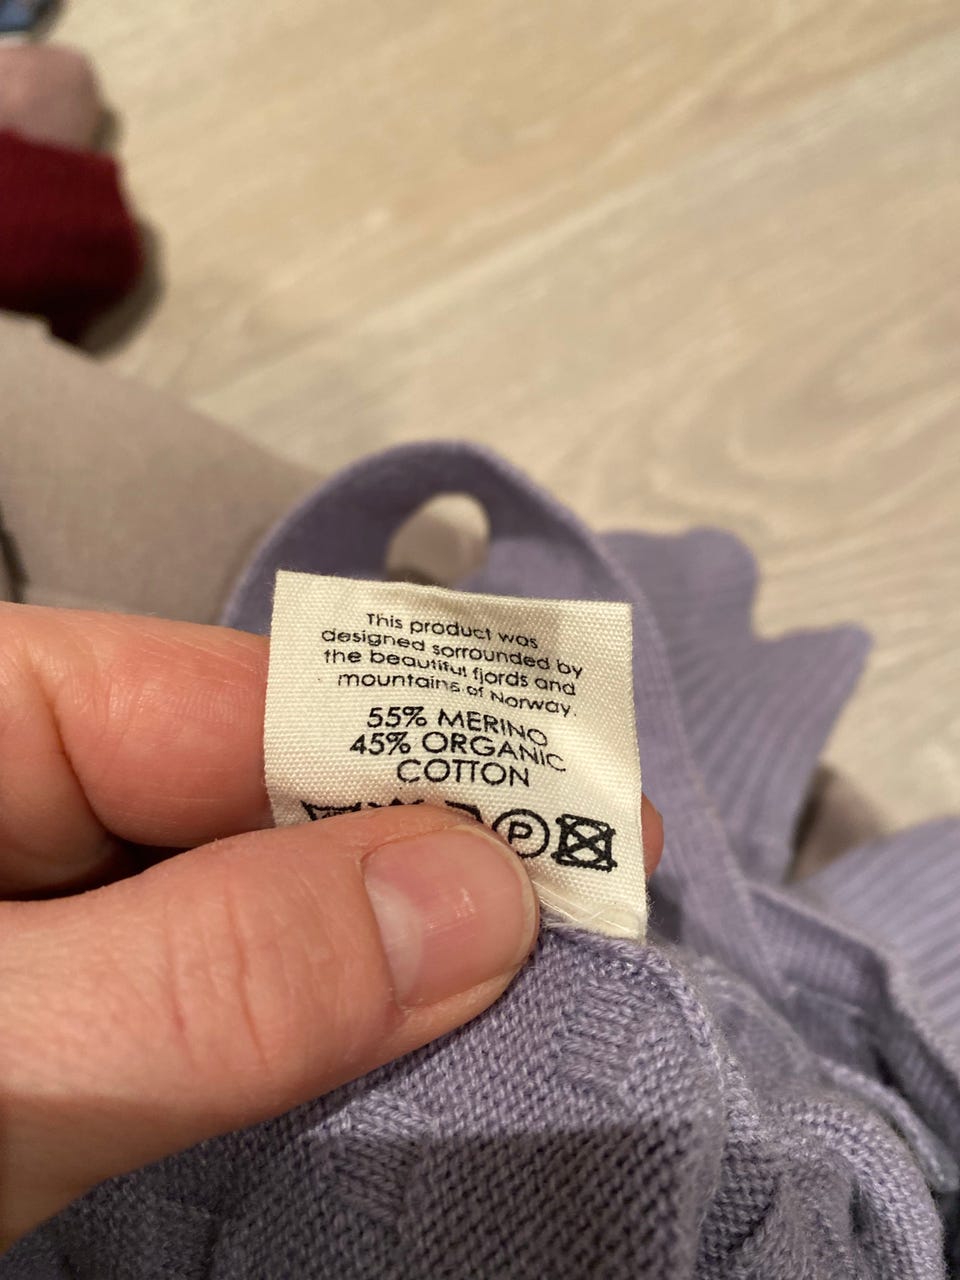 This product was
designed sorrounded by
the beautiful fjords and
mountains of Norway.
55% MERINO
45% ORGANIC
COTTON
P